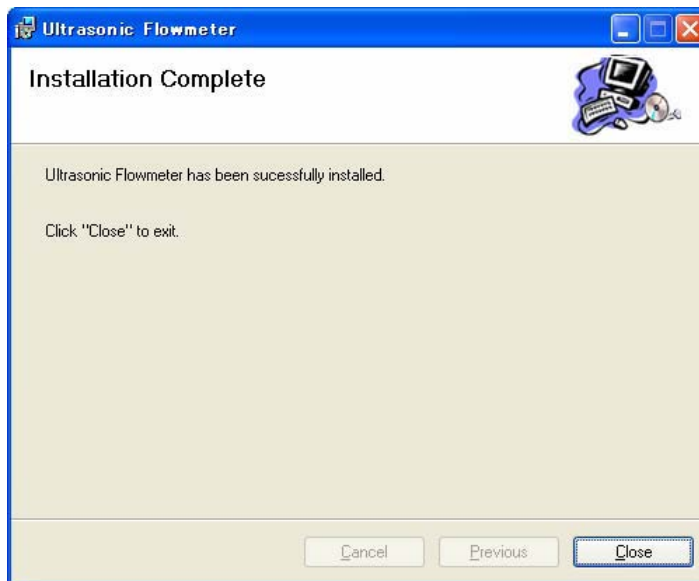 Ultrasonic Flowmeter
Installation Complete
Ultrasonic Flowmeter has been sucessfully installed.
Click "Close" to exit.
Cancel Previous Close